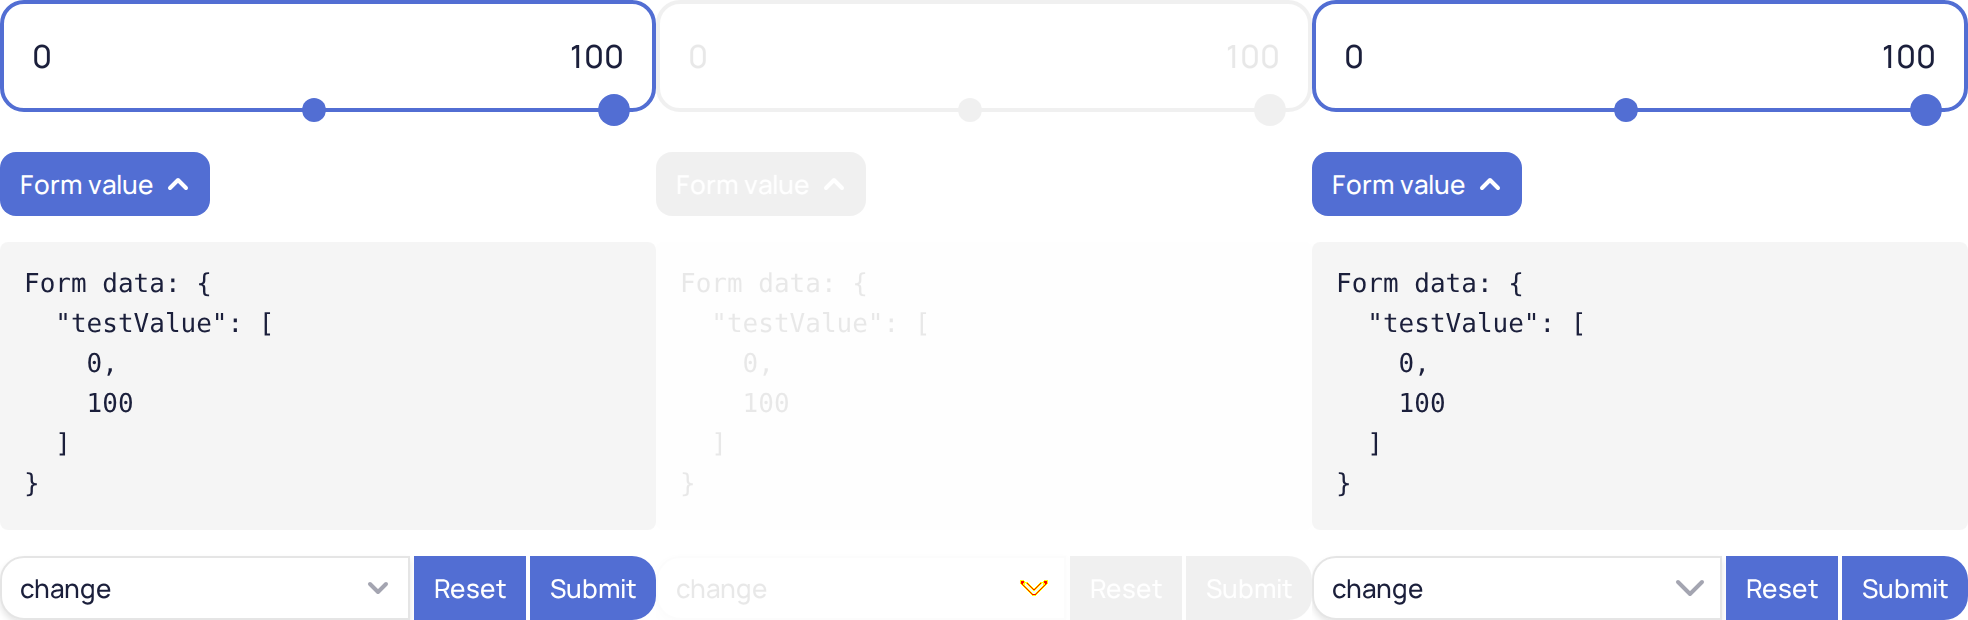 0 100
Form value
Form data: {
"testValue": [
0,
100
]
}
change Reset Submit
0 100
Form value
Form data: {
"testValue": [
0,
100
]
}
change Reset Submit
0 100
Form value
Form data: {
"testValue": [
0,
100
]
}
change Reset Submit